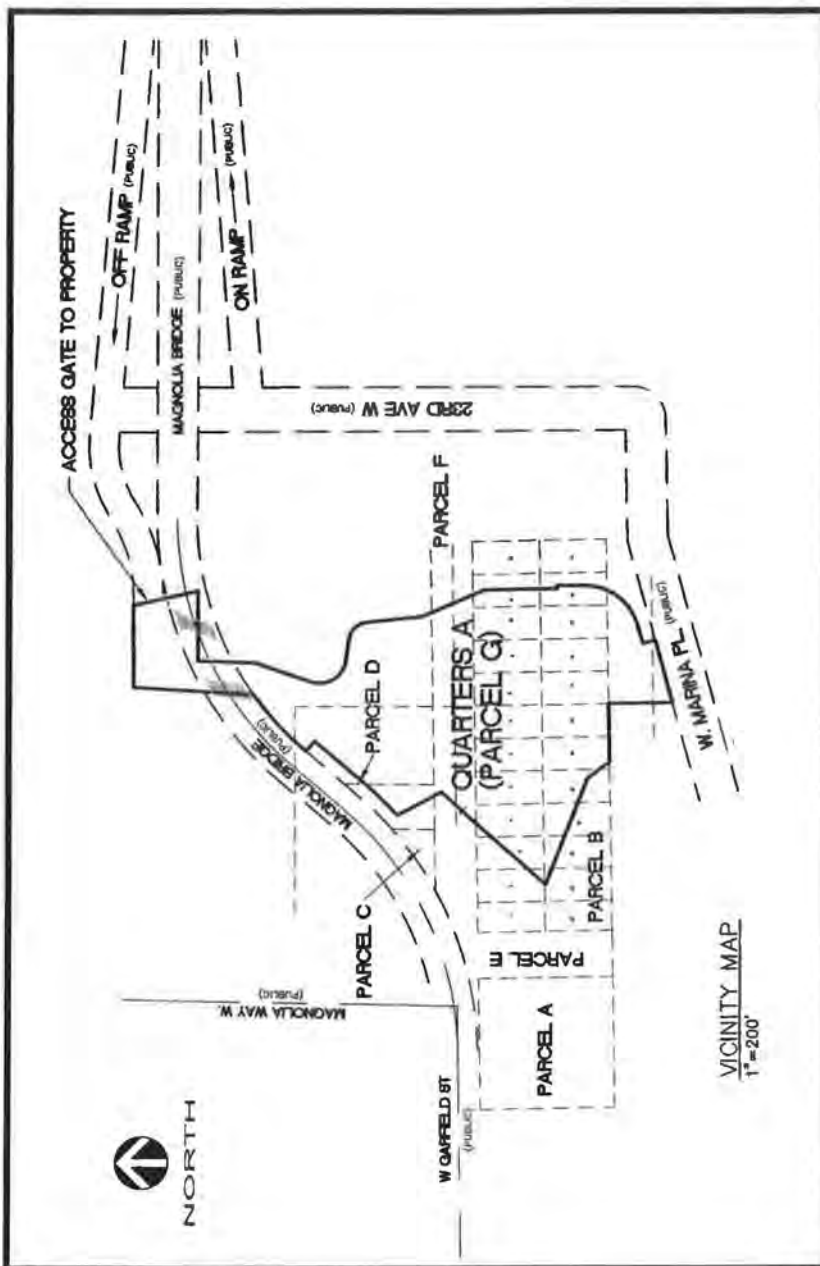 NORTH
W GARFIELD ST
(PUBLIC)
MAGNOLIA WAY W.
(PUBLIC)
ACCESS GATE TO PROPERTY
OFF RAMP (PUBLIC)
MAGNOLIA BRIDGE (PUBLIC)
ON RAMP (PUBLIC)
MAGNOLIA BRIDGE
(PUBLIC)
23RD AVE W (PUBLIC)
PARCEL C
PARCEL D
PARCEL F
QUARTERS A
(PARCEL G)
PARCEL A
PARCEL E
PARCEL B
W. MARINA PL. (PUBLIC)
VICINITY MAP
1"=200'